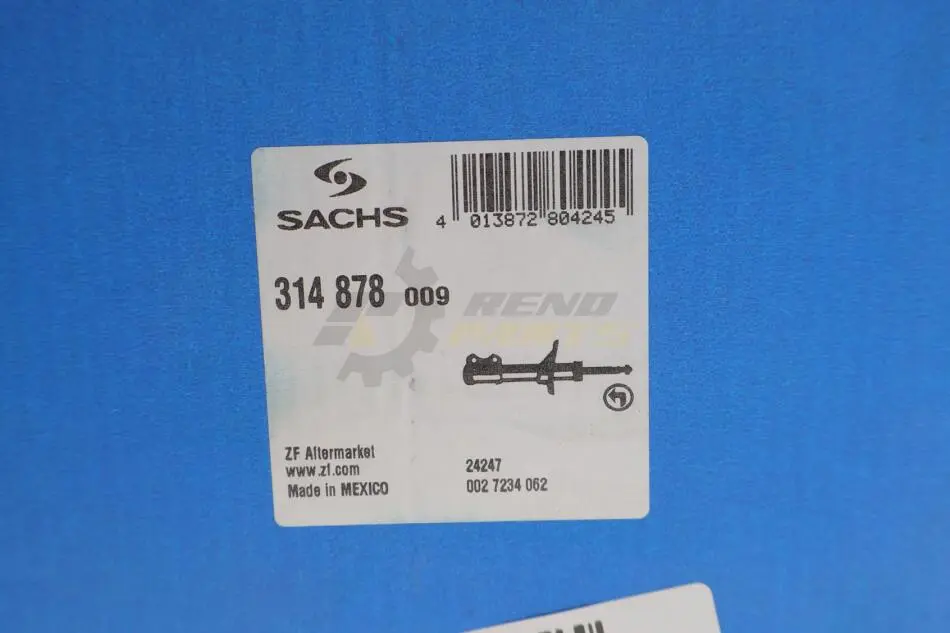 SACHS
4 013872 804245
314 878 009
REND
PARTS
ZF Aftermarket
www.zf.com
Made in MEXICO
24247
002 7234 062